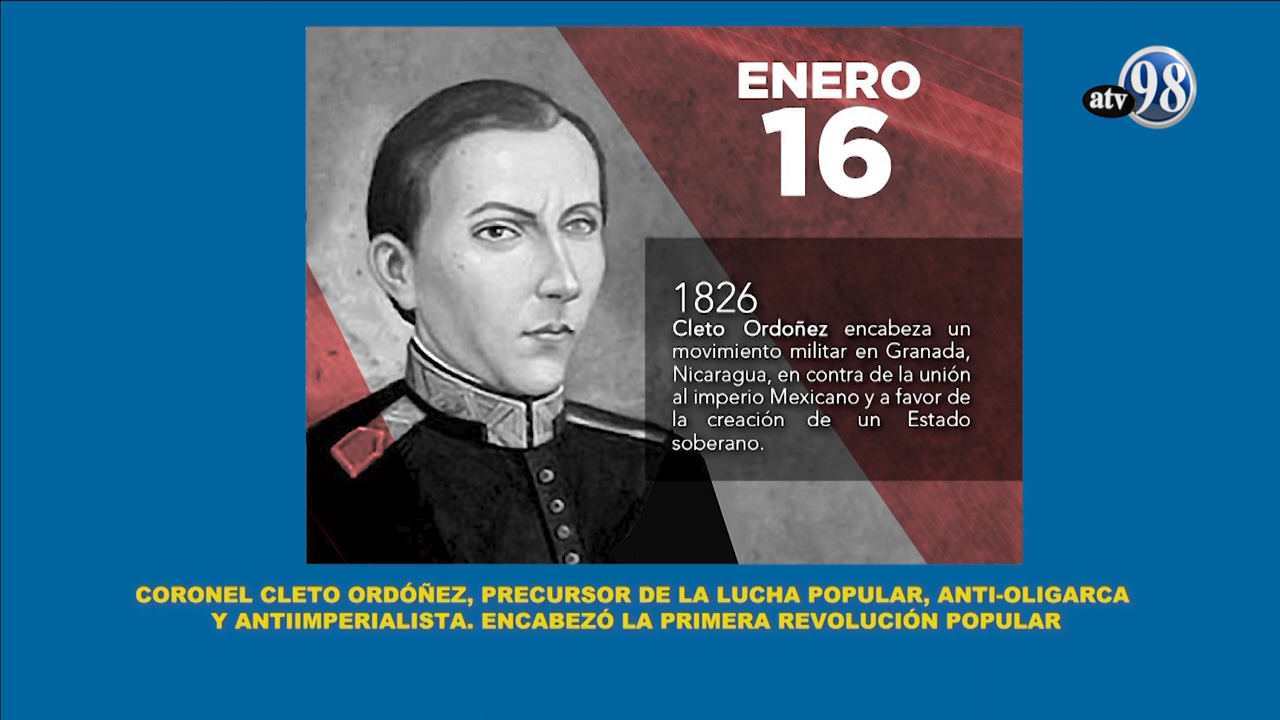 ENERO
16
atv 98
1826
Cleto Ordoñez encabeza un
movimiento militar en Granada,
Nicaragua, en contra de la unión
al imperio Mexicano y a favor de
la creación de un Estado
soberano.
CORONEL CLETO ORDÓÑEZ, PRECURSOR DE LA LUCHA POPULAR, ANTI-OLIGARCA
Y ANTIIMPERIALISTA. ENCABEZÓ LA PRIMERA REVOLUCIÓN POPULAR